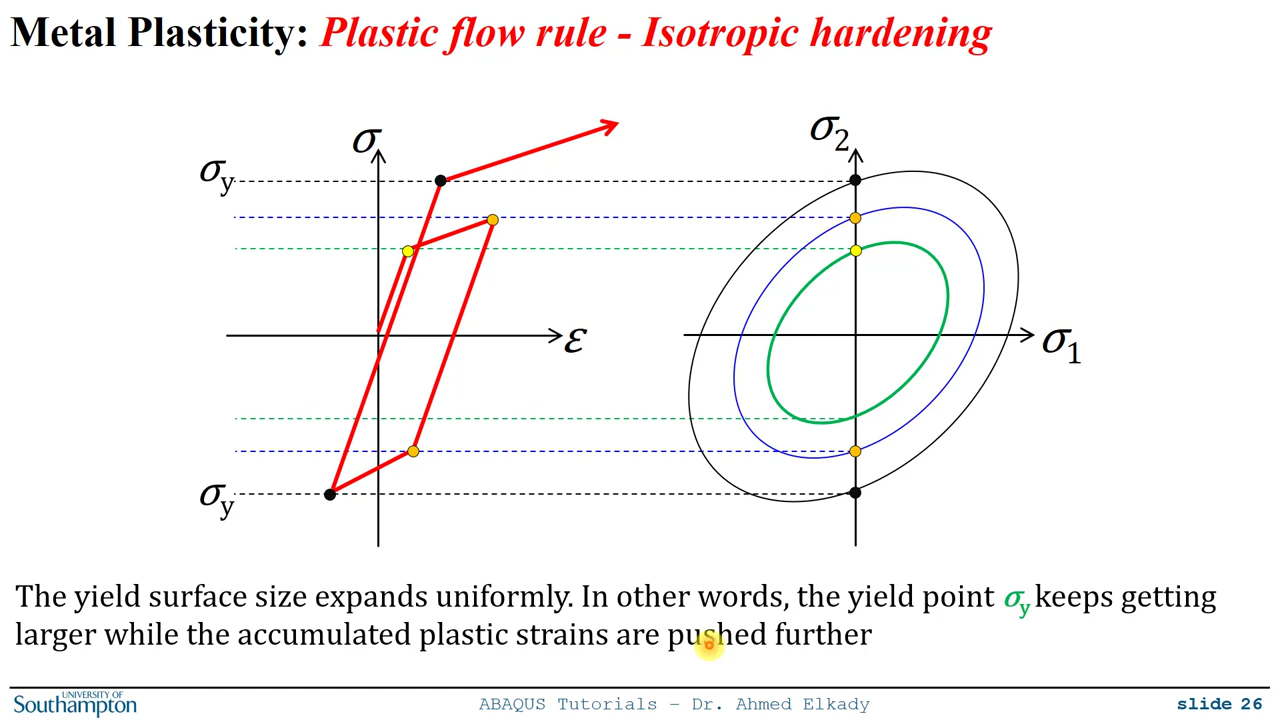 Metal Plasticity: Plastic flow rule - Isotropic hardening
σ
σ₂
σy
ε
σ₁
σy
The yield surface size expands uniformly. In other words, the yield point σy keeps getting
larger while the accumulated plastic strains are pushed further
UNIVERSITY OF
Southampton
ABAQUS Tutorials – Dr. Ahmed Elkady
slide 26